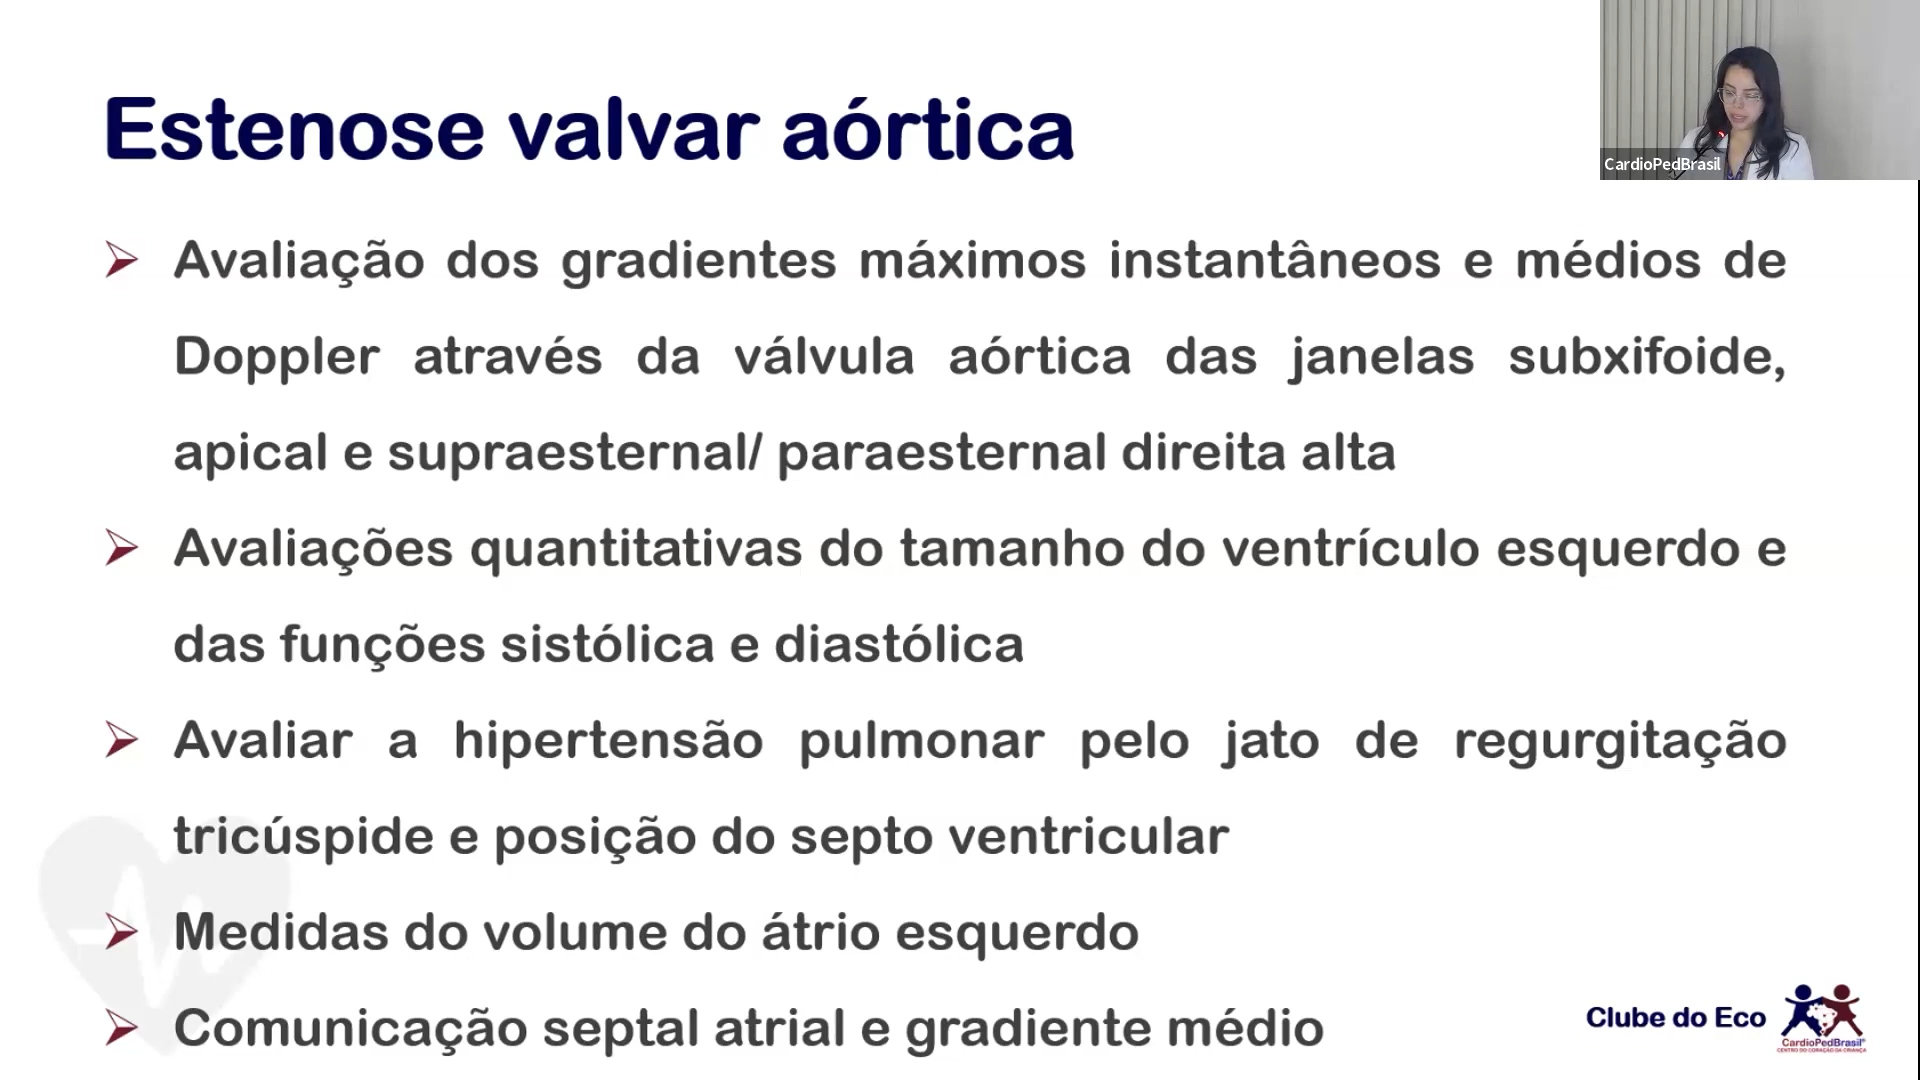 CardioPedBrasil
Estenose valvar aórtica
Avaliação dos gradientes máximos instantâneos e médios de
Doppler através da válvula aórtica das janelas subxifoide,
apical e supraesternal/ paraesternal direita alta
Avaliações quantitativas do tamanho do ventrículo esquerdo e
das funções sistólica e diastólica
Avaliar a hipertensão pulmonar pelo jato de regurgitação
tricúspide e posição do septo ventricular
Medidas do volume do átrio esquerdo
Comunicação septal atrial e gradiente médio
Clube do Eco
CardioPedBrasil®
CENTRO DO CORAÇÃO DA CRIANÇA